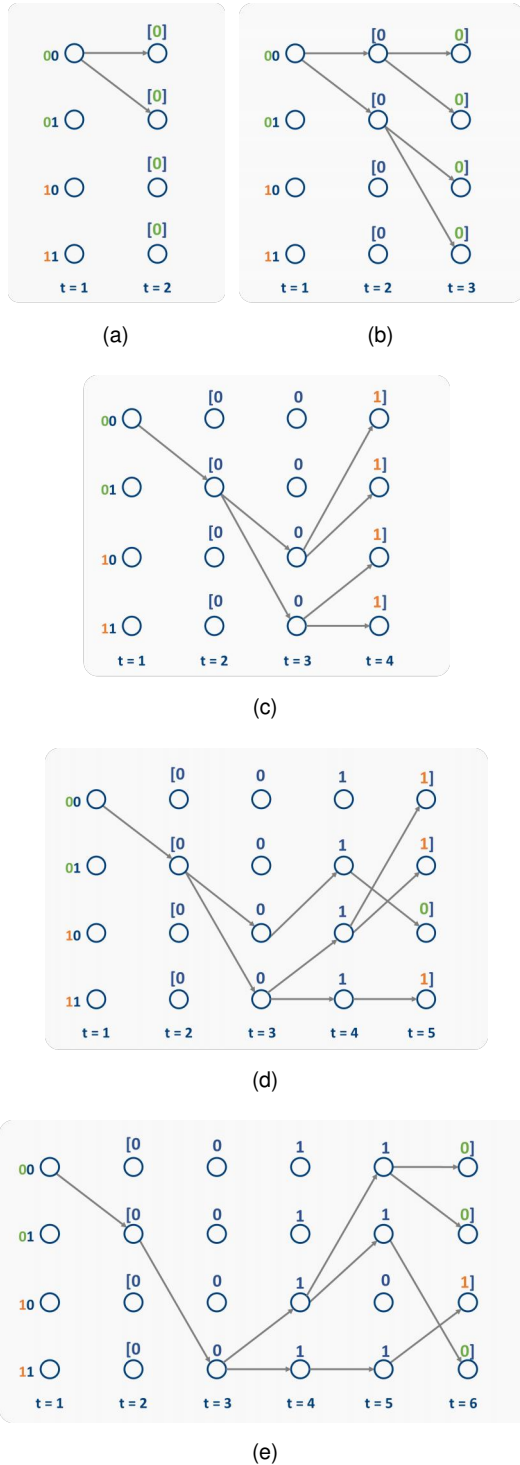 [0] [0 0]
00 00
[0] [0 0]
01 01
[0] [0 0]
10 10
[0] [0 0]
11 11
t = 1 t = 2 t = 1 t = 2 t = 3
(a) (b)
[0 0 1]
00
[0 0 1]
01
[0 0 1]
10
[0 0 1]
11
t = 1 t = 2 t = 3 t = 4
(c)
[0 0 1 1]
00
[0 0 1 1]
01
[0 0 1 0]
10
[0 0 1 1]
11
t = 1 t = 2 t = 3 t = 4 t = 5
(d)
[0 0 1 1 0]
00
[0 0 1 1 0]
01
[0 0 1 0 1]
10
[0 0 1 1 0]
11
t = 1 t = 2 t = 3 t = 4 t = 5 t = 6
(e)